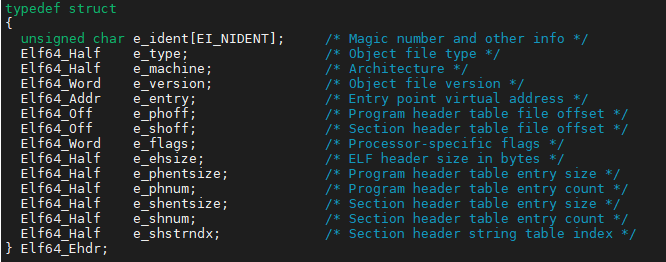 typedef struct
{
  unsigned char e_ident[EI_NIDENT];     /* Magic number and other info */
  Elf64_Half    e_type;                 /* Object file type */
  Elf64_Half    e_machine;              /* Architecture */
  Elf64_Word    e_version;              /* Object file version */
  Elf64_Addr    e_entry;                /* Entry point virtual address */
  Elf64_Off     e_phoff;                /* Program header table file offset */
  Elf64_Off     e_shoff;                /* Section header table file offset */
  Elf64_Word    e_flags;                /* Processor-specific flags */
  Elf64_Half    e_ehsize;               /* ELF header size in bytes */
  Elf64_Half    e_phentsize;            /* Program header table entry size */
  Elf64_Half    e_phnum;                /* Program header table entry count */
  Elf64_Half    e_shentsize;            /* Section header table entry size */
  Elf64_Half    e_shnum;                /* Section header table entry count */
  Elf64_Half    e_shstrndx;             /* Section header string table index */
} Elf64_Ehdr;